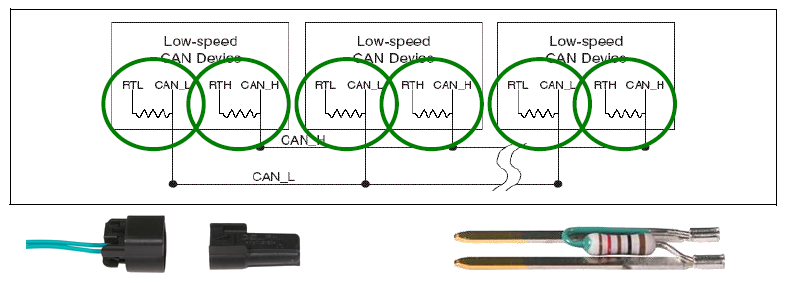 Low-speed
CAN Device
Low-speed
CAN Device
Low-speed
CAN Device
RTL CAN_L RTH CAN_H
RTL CAN_L RTH CAN_H
RTL CAN_L RTH CAN_H
CAN_H
CAN_L